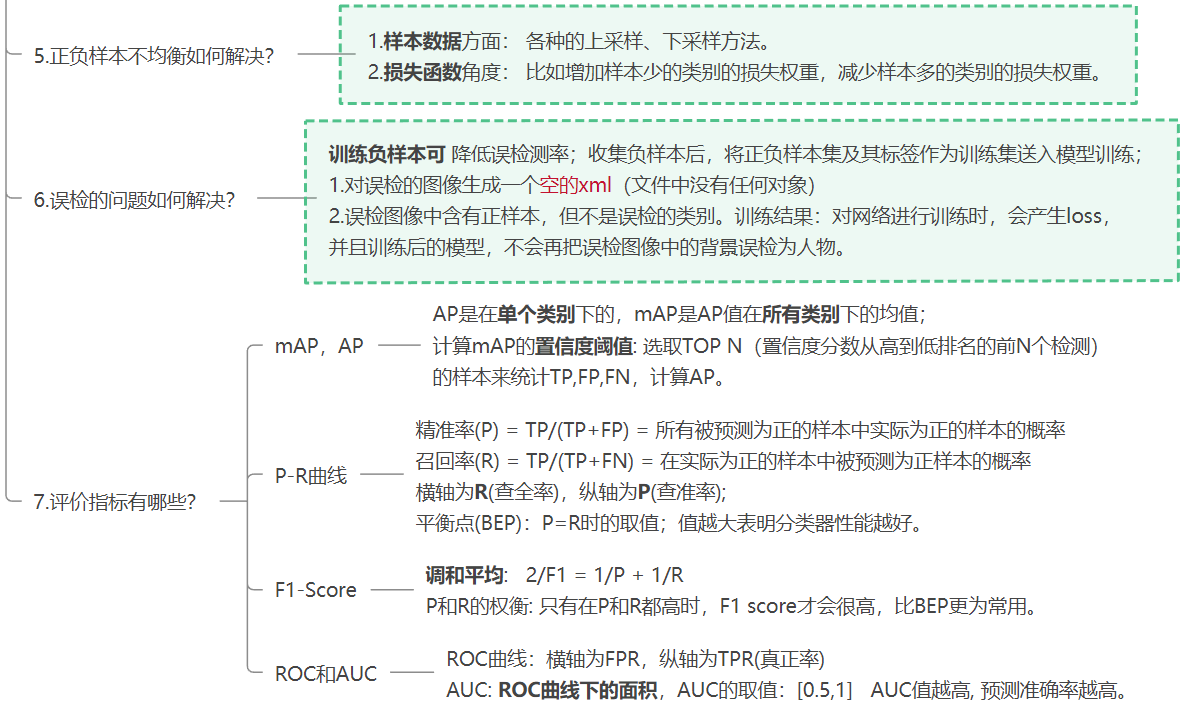 5.正负样本不均衡如何解决?
1.样本数据方面： 各种的上采样、下采样方法。
2.损失函数角度： 比如增加样本少的类别的损失权重，减少样本多的类别的损失权重。
6.误检的问题如何解决?
训练负样本可 降低误检测率；收集负样本后，将正负样本集及其标签作为训练集送入模型训练；
1.对误检的图像生成一个空的xml（文件中没有任何对象）
2.误检图像中含有正样本，但不是误检的类别。训练结果：对网络进行训练时，会产生loss，
并且训练后的模型，不会再把误检图像中的背景误检为人物。
7.评价指标有哪些?
mAP，AP
AP是在单个类别下的，mAP是AP值在所有类别下的均值；
计算mAP的置信度阈值: 选取TOP N（置信度分数从高到低排名的前N个检测）
的样本来统计TP,FP,FN，计算AP。
P-R曲线
精准率(P) = TP/(TP+FP) = 所有被预测为正的样本中实际为正的样本的概率
召回率(R) = TP/(TP+FN) = 在实际为正的样本中被预测为正样本的概率
横轴为R(查全率)，纵轴为P(查准率);
平衡点(BEP)：P=R时的取值；值越大表明分类器性能越好。
F1-Score
调和平均： 2/F1 = 1/P + 1/R
P和R的权衡: 只有在P和R都高时，F1 score才会很高，比BEP更为常用。
ROC和AUC
ROC曲线：横轴为FPR，纵轴为TPR(真正率)
AUC: ROC曲线下的面积，AUC的取值：[0.5,1] AUC值越高, 预测准确率越高。